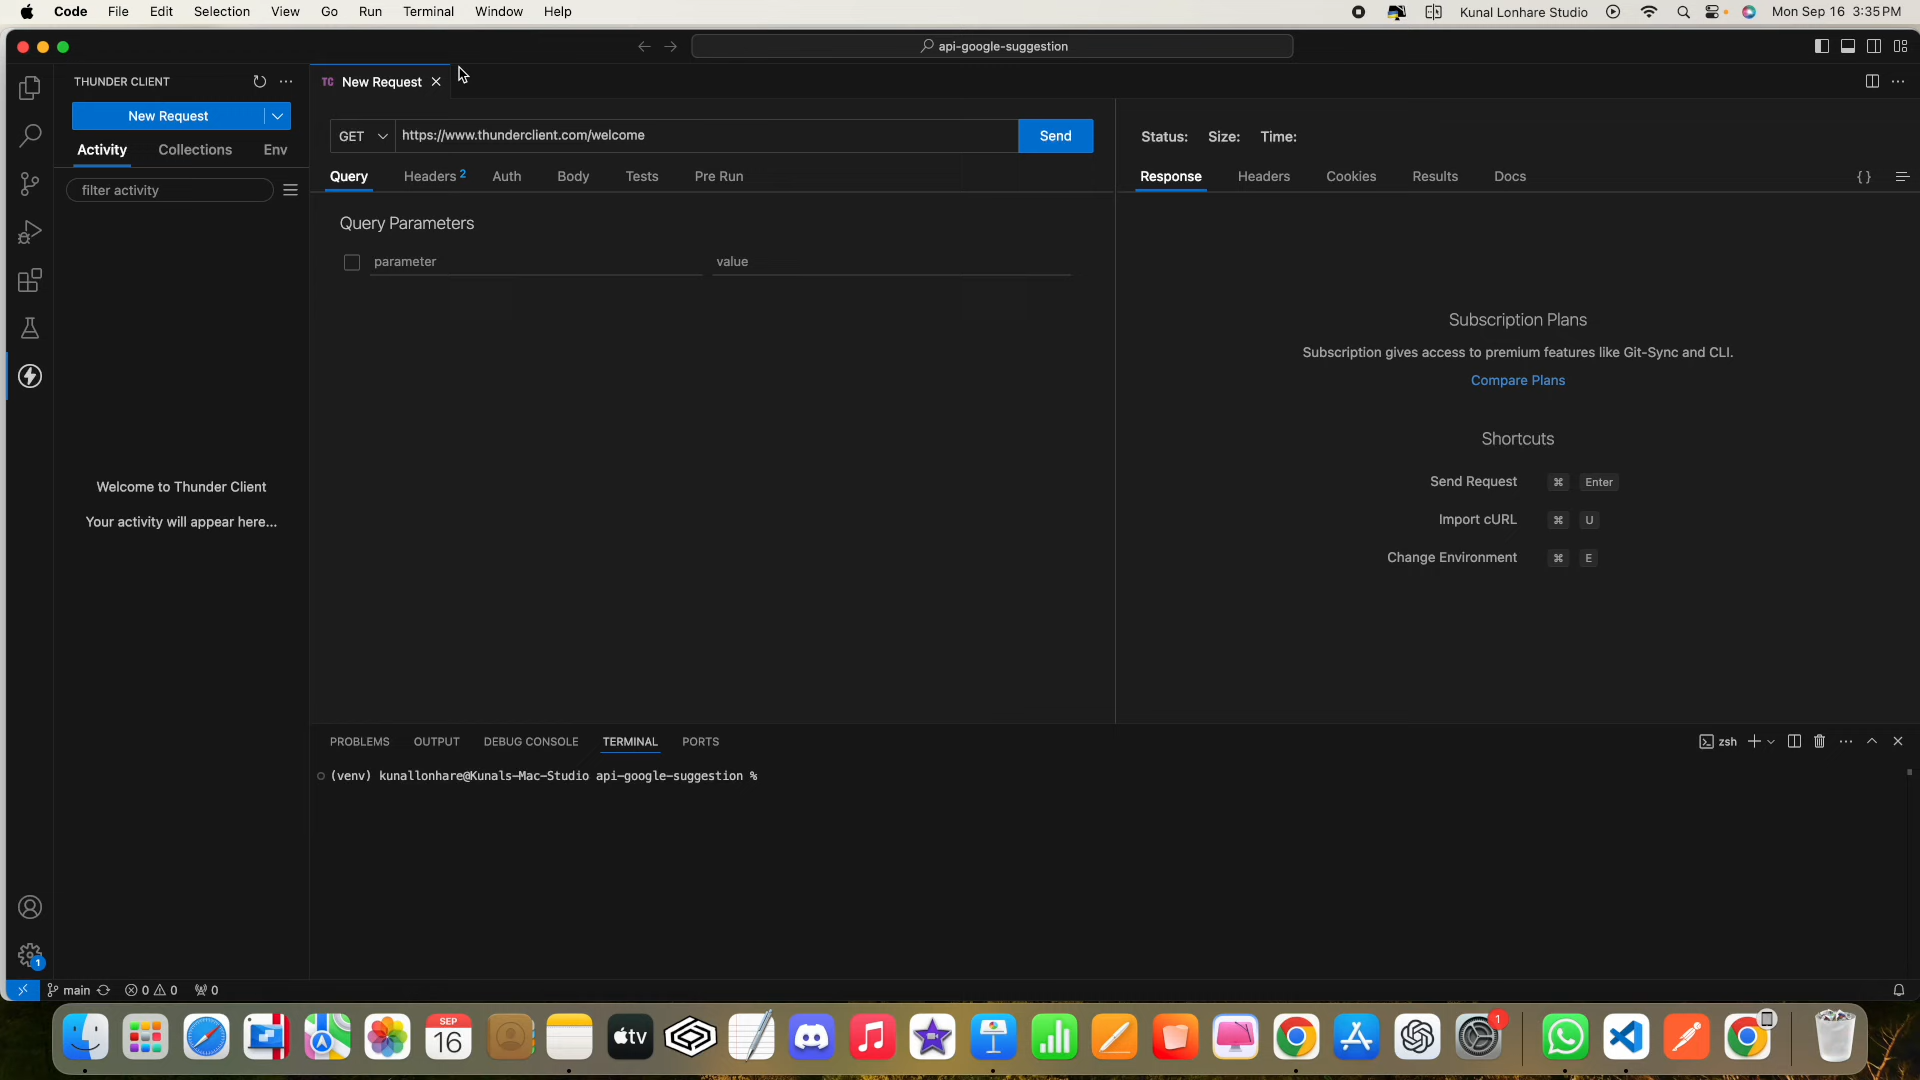 Code File Edit Selection View Go Run Terminal Window Help
Kunal Lonhare Studio Mon Sep 16 3:35 PM
api-google-suggestion
THUNDER CLIENT
TC New Request
New Request
GET https://www.thunderclient.com/welcome Send
Status: Size: Time:
Activity Collections Env
Query Headers 2 Auth Body Tests Pre Run
Response Headers Cookies Results Docs {}
filter activity
Query Parameters
parameter value
Subscription Plans
Subscription gives access to premium features like Git-Sync and CLI.
Compare Plans
Shortcuts
Send Request ⌘ Enter
Import cURL ⌘ U
Change Environment ⌘ E
Welcome to Thunder Client
Your activity will appear here...
PROBLEMS OUTPUT DEBUG CONSOLE TERMINAL PORTS
zsh
(venv) kunallonhare@Kunals-Mac-Studio api-google-suggestion %
1
main 0 0 0
SEP
16
tv
1